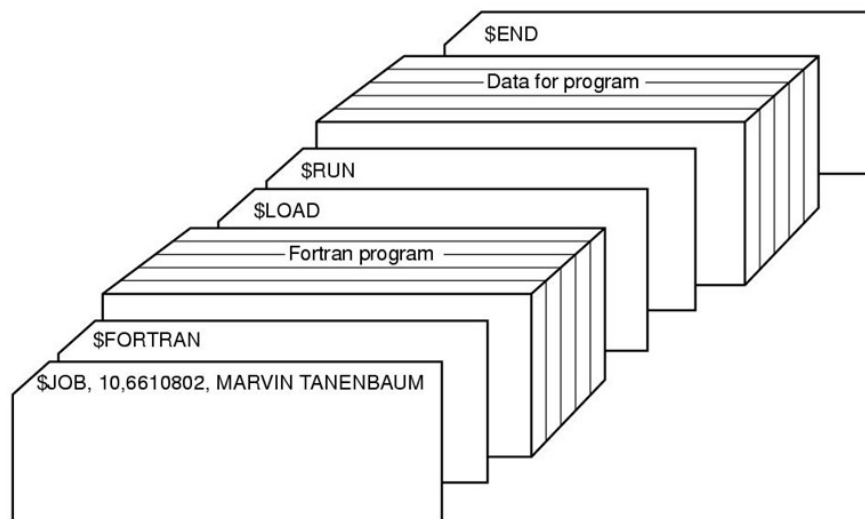 $END
Data for program
$RUN
$LOAD
Fortran program
$FORTRAN
$JOB, 10,6610802, MARVIN TANENBAUM